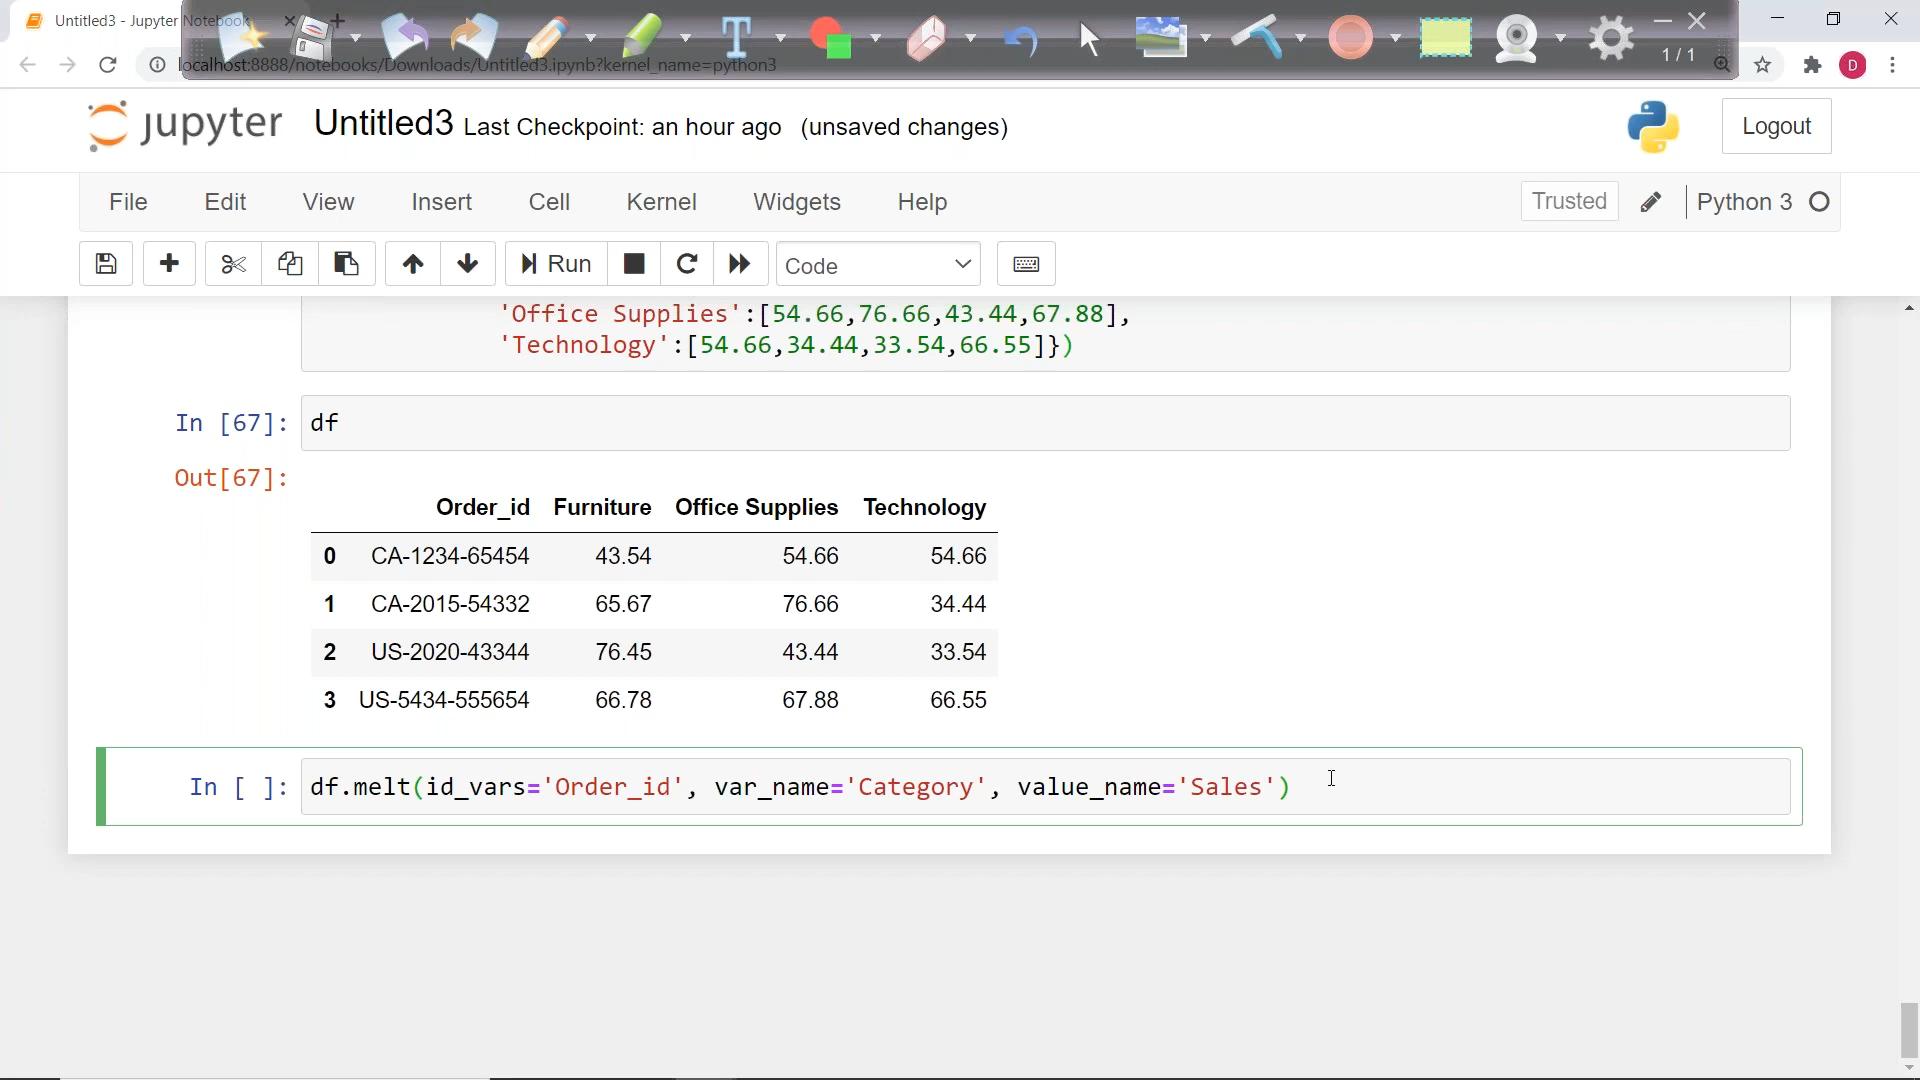 Untitled3 - Jupyter Notebook
localhost:8888/notebooks/Downloads/Untitled3.ipynb?kernel_name=python3
1/1
D
jupyter Untitled3 Last Checkpoint: an hour ago (unsaved changes)
Logout
File Edit View Insert Cell Kernel Widgets Help Trusted Python 3
Run Code
'Office Supplies':[54.66,76.66,43.44,67.88],
'Technology':[54.66,34.44,33.54,66.55]})
In [67]: df
Out[67]:
Order_id Furniture Office Supplies Technology
0 CA-1234-65454 43.54 54.66 54.66
1 CA-2015-54332 65.67 76.66 34.44
2 US-2020-43344 76.45 43.44 33.54
3 US-5434-555654 66.78 67.88 66.55
In [ ]: df.melt(id_vars='Order_id', var_name='Category', value_name='Sales')